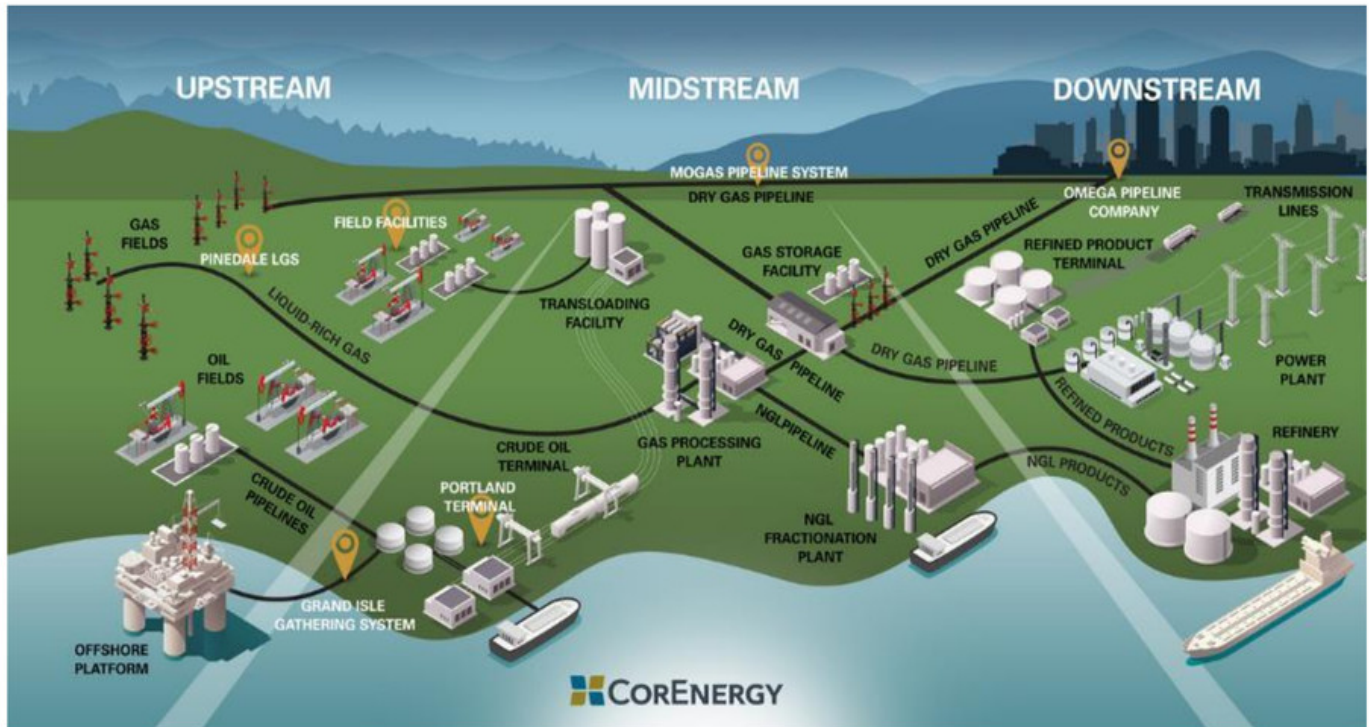 UPSTREAM
MIDSTREAM
DOWNSTREAM
MOGAS PIPELINE SYSTEM
DRY GAS PIPELINE
OMEGA PIPELINE
COMPANY
TRANSMISSION
LINES
GAS
FIELDS
FIELD FACILITIES
PINEDALE LGS
GAS STORAGE
FACILITY
DRY GAS PIPELINE
REFINED PRODUCT
TERMINAL
TRANSLOADING
FACILITY
LIQUID-RICH GAS
DRY GAS
PIPELINE
DRY GAS PIPELINE
POWER
PLANT
OIL
FIELDS
REFINED PRODUCTS
REFINERY
GAS PROCESSING
PLANT
NGLPIPELINE
NGL PRODUCTS
CRUDE OIL
TERMINAL
CRUDE OIL
PIPELINES
PORTLAND
TERMINAL
NGL
FRACTIONATION
PLANT
GRAND ISLE
GATHERING SYSTEM
OFFSHORE
PLATFORM
CORENERGY